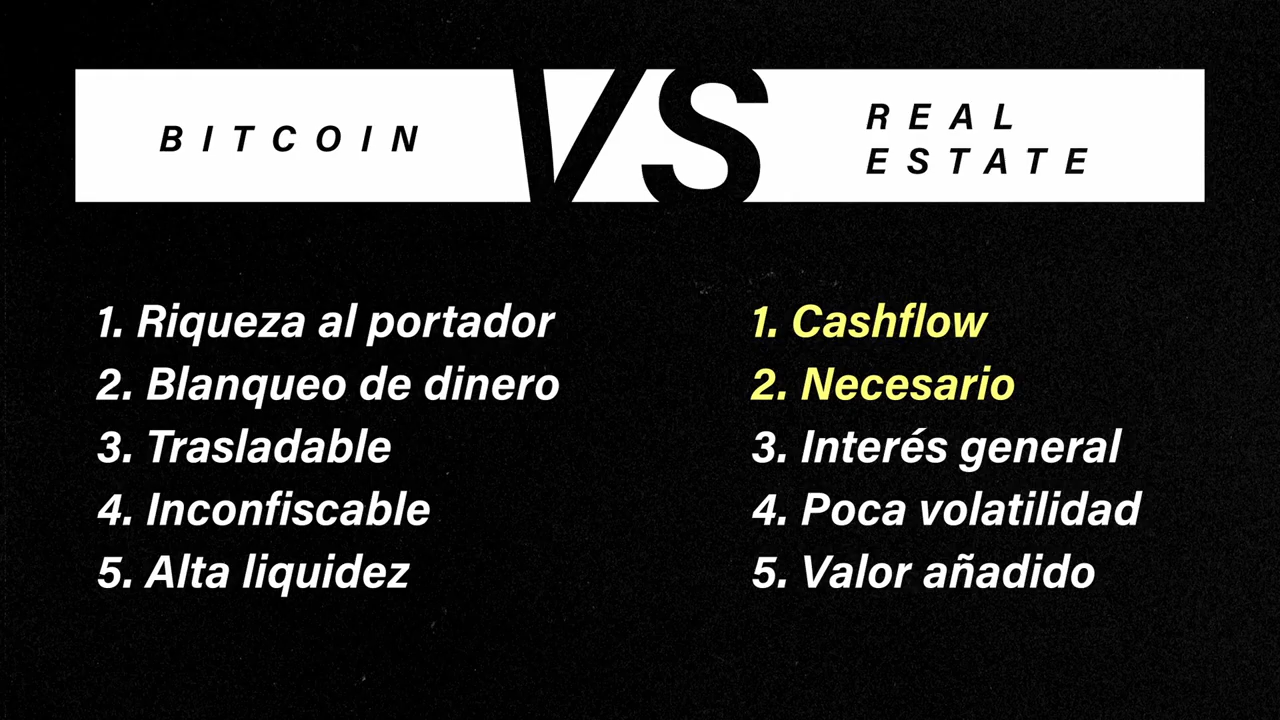 BITCOIN
VS
REAL
ESTATE
1. Riqueza al portador
2. Blanqueo de dinero
3. Trasladable
4. Inconfiscable
5. Alta liquidez
1. Cashflow
2. Necesario
3. Interés general
4. Poca volatilidad
5. Valor añadido